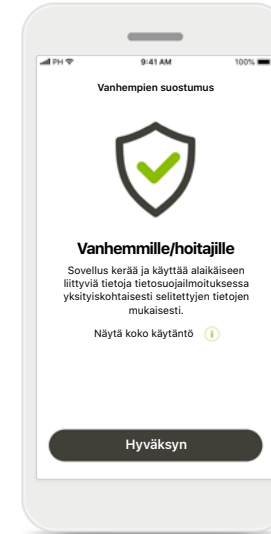 PH 9:41 AM 100%
Vanhempien suostumus
Vanhemmille/hoitajille
Sovellus kerää ja käyttää alaikäiseen
liittyviä tietoja tietosuojailmoituksessa
yksityiskohtaisesti selitettyjen tietojen
mukaisesti.
Näytä koko käytäntö i
Hyväksyn